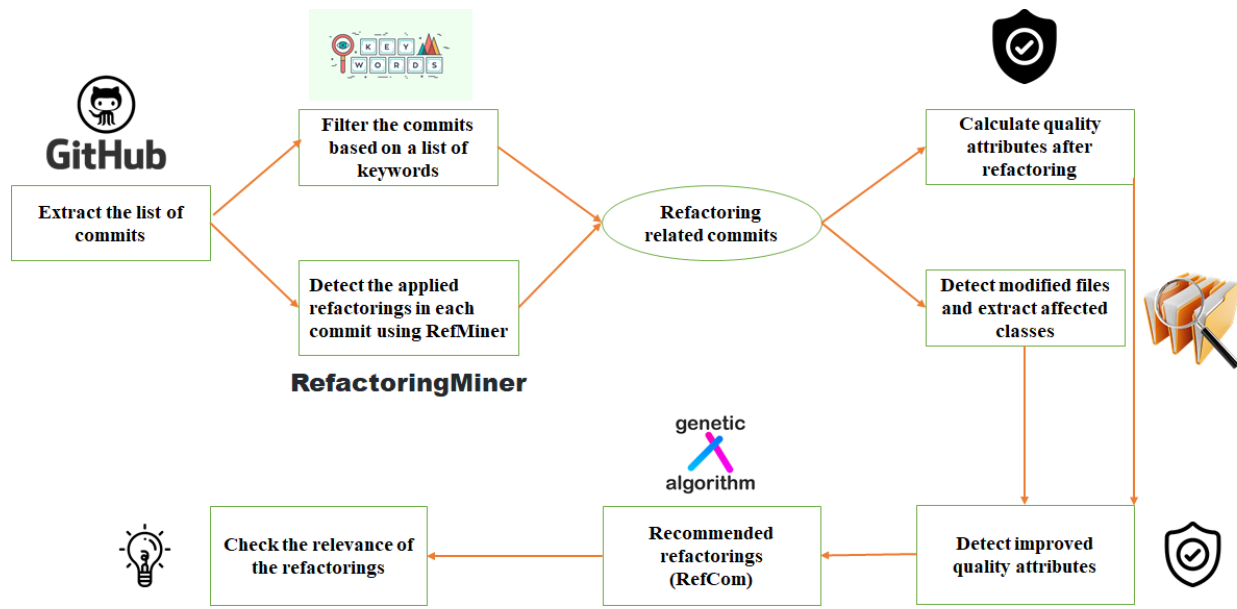 KEY
WORDS
GitHub
Extract the list of
commits
Filter the commits
based on a list of
keywords
Detect the applied
refactorings in each
commit using RefMiner
RefactoringMiner
Refactoring
related commits
Calculate quality
attributes after
refactoring
Detect modified files
and extract affected
classes
genetic
algorithm
Check the relevance of
the refactorings
Recommended
refactorings
(RefCom)
Detect improved
quality attributes